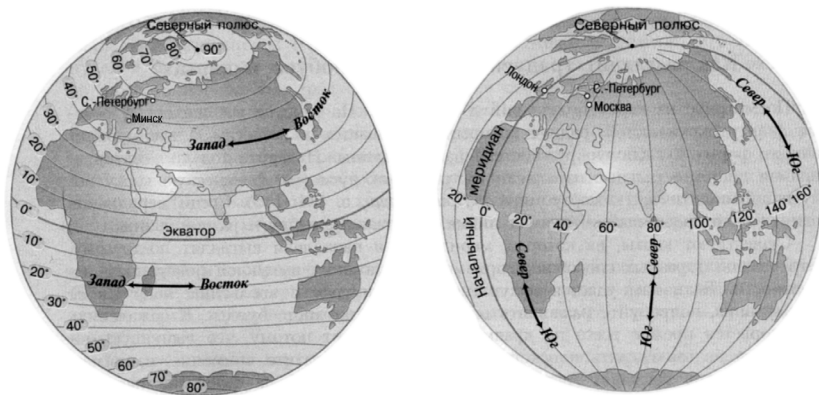 Северный полюс
90°
80°
70°
60°
50°
40°
30°
20°
10°
0°
10°
20°
30°
40°
50°
60°
70°
80°
С.-Петербург
Минск
Запад
Восток
Экватор
Запад
Восток
Северный полюс
Лондон
С.-Петербург
Москва
Север
Юг
Начальный меридиан
20°
0°
20°
40°
60°
80°
100°
120°
140°
160°
Север
Юг
Север
Юг